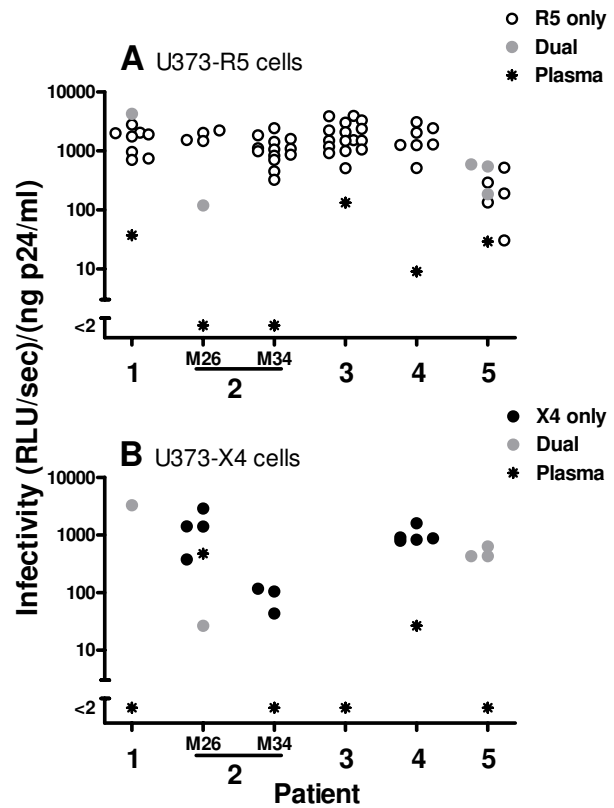 R5 only
Dual
Plasma
A U373-R5 cells
10000
1000
100
10
<2
M26 M34
1 2 3 4 5
X4 only
Dual
Plasma
B U373-X4 cells
10000
1000
100
10
<2
M26 M34
1 2 3 4 5
Patient
Infectivity (RLU/sec)/(ng p24/ml)